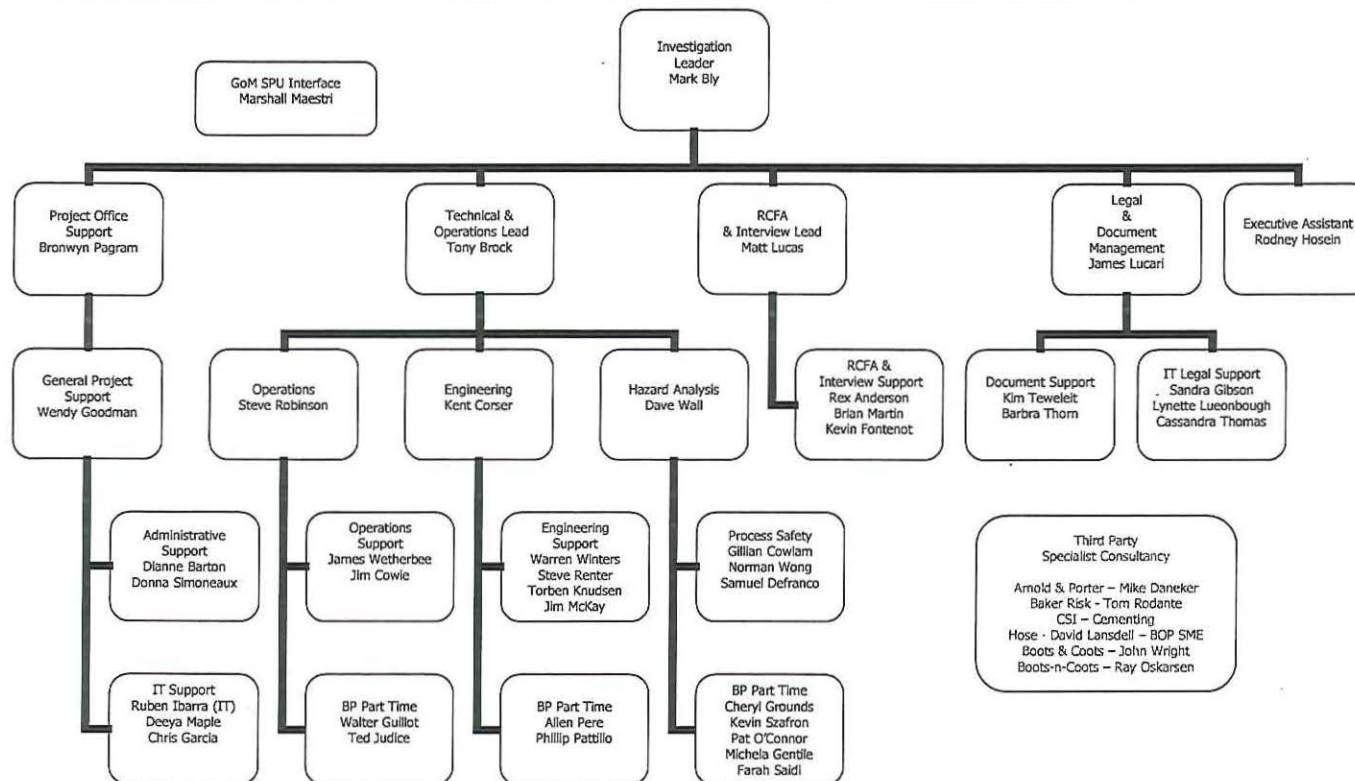 Investigation
Leader
Mark Bly
GoM SPU Interface
Marshall Maestri
Project Office
Support
Bronwyn Pagram
Technical &
Operations Lead
Tony Brock
RCFA
& Interview Lead
Matt Lucas
Legal
&
Document
Management
James Lucari
Executive Assistant
Rodney Hosein
General Project
Support
Wendy Goodman
Operations
Steve Robinson
Engineering
Kent Corser
Hazard Analysis
Dave Wall
RCFA &
Interview Support
Rex Anderson
Brian Martin
Kevin Fontenot
Document Support
Kim Teweleit
Barbra Thorn
IT Legal Support
Sandra Gibson
Lynette Lueonbough
Cassandra Thomas
Administrative
Support
Dianne Barton
Donna Simoneaux
Operations
Support
James Wetherbee
Jim Cowie
Engineering
Support
Warren Winters
Steve Renter
Torben Knudsen
Jim McKay
Process Safety
Gillian Cowlam
Norman Wong
Samuel Defranco
Third Party
Specialist Consultancy
Arnold & Porter – Mike Daneker
Baker Risk - Tom Rodante
CSI – Cementing
Hose - David Lansdell – BOP SME
Boots & Coots – John Wright
Boots-n-Coots – Ray Oskarsen
IT Support
Ruben Ibarra (IT)
Deeya Maple
Chris Garcia
BP Part Time
Walter Guillot
Ted Judice
BP Part Time
Allen Pere
Phillip Pattillo
BP Part Time
Cheryl Grounds
Kevin Szafron
Pat O'Connor
Michela Gentile
Farah Saidi